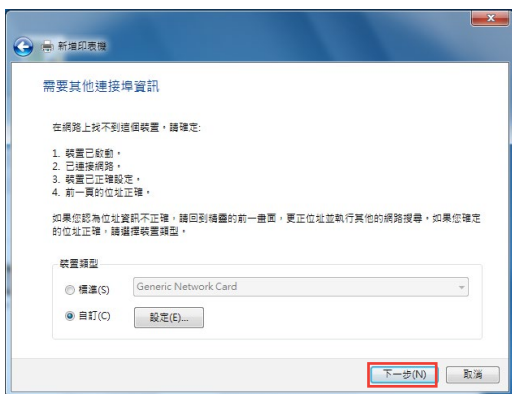 新增印表機
需要其他連接埠資訊
在網路上找不到這個裝置，請確定:
1. 裝置已啟動。
2. 已連接網路。
3. 裝置已正確設定。
4. 前一頁的位址正確。
如果您認為位址資訊不正確，請回到精靈的前一畫面，更正位址並執行其他的網路搜尋。如果您確定
的位址正確，請選擇裝置類型。
裝置類型
標準(S) Generic Network Card
自訂(C) 設定(E)...
下一步(N) 取消